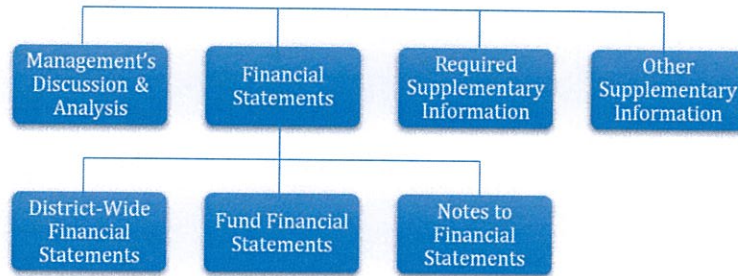 Management's
Discussion &
Analysis
Financial
Statements
Required
Supplementary
Information
Other
Supplementary
Information
District-Wide
Financial
Statements
Fund Financial
Statements
Notes to
Financial
Statements